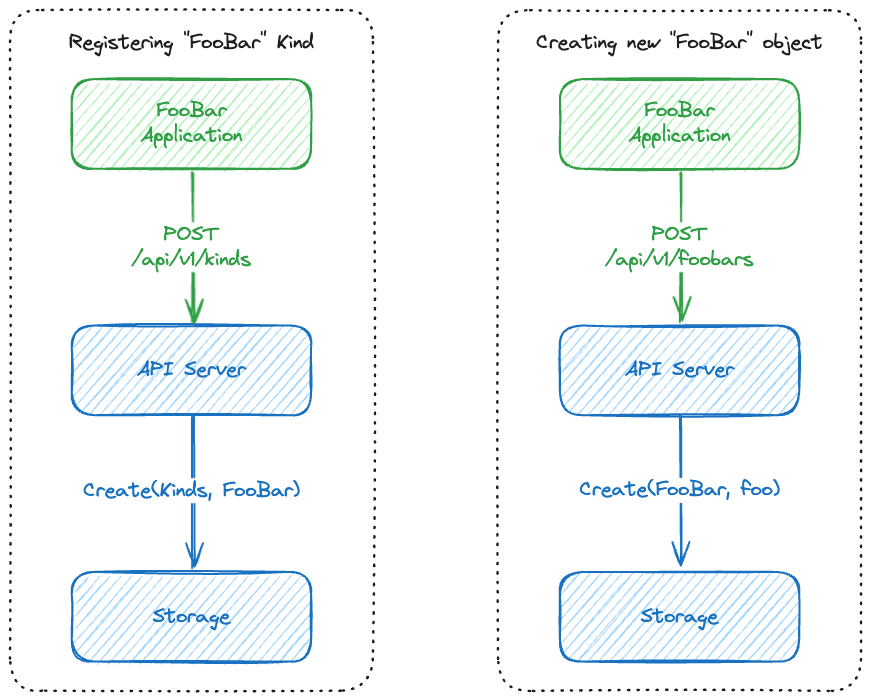 Registering "FooBar" Kind
FooBar
Application
POST
/api/v1/kinds
API Server
Create(Kinds, FooBar)
Storage
Creating new "FooBar" object
FooBar
Application
POST
/api/v1/foobars
API Server
Create(FooBar, foo)
Storage